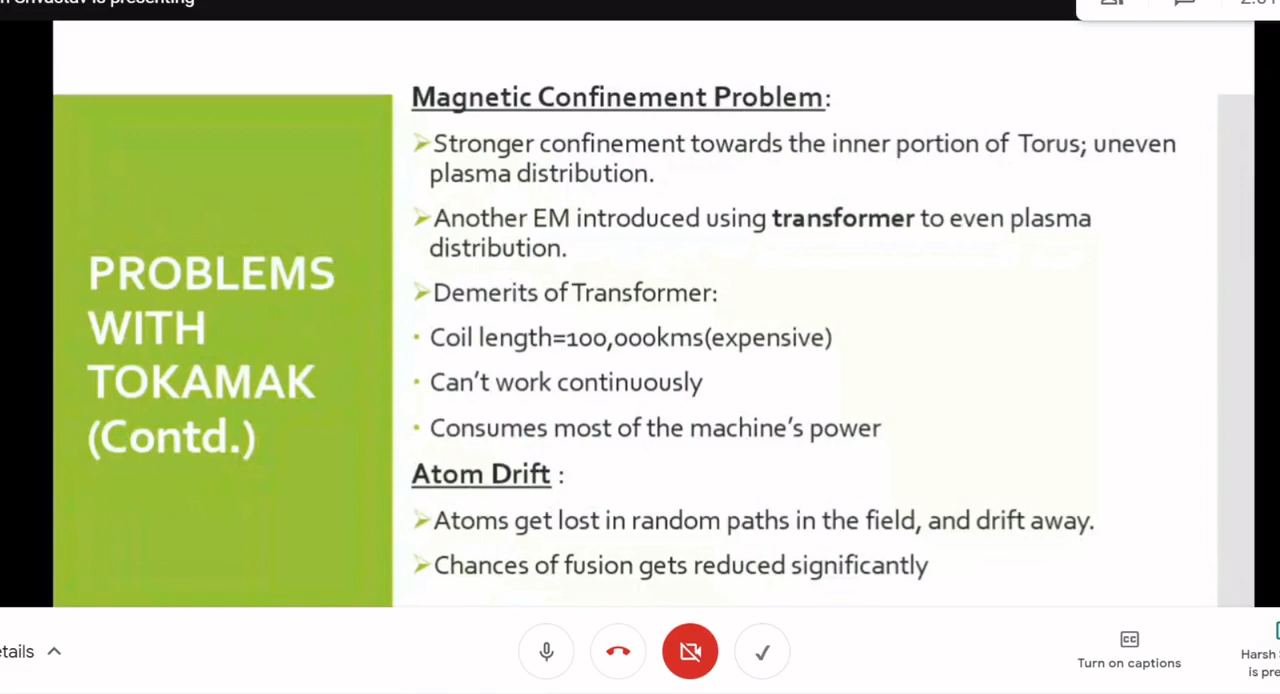 is presenting
PROBLEMS
WITH
TOKAMAK
(Contd.)
Magnetic Confinement Problem:
➢Stronger confinement towards the inner portion of Torus; uneven
plasma distribution.
➢Another EM introduced using transformer to even plasma
distribution.
➢Demerits of Transformer:
• Coil length=100,000kms(expensive)
• Can't work continuously
• Consumes most of the machine's power
Atom Drift :
➢Atoms get lost in random paths in the field, and drift away.
➢Chances of fusion gets reduced significantly
etails
CC
Turn on captions
Harsh
is pre